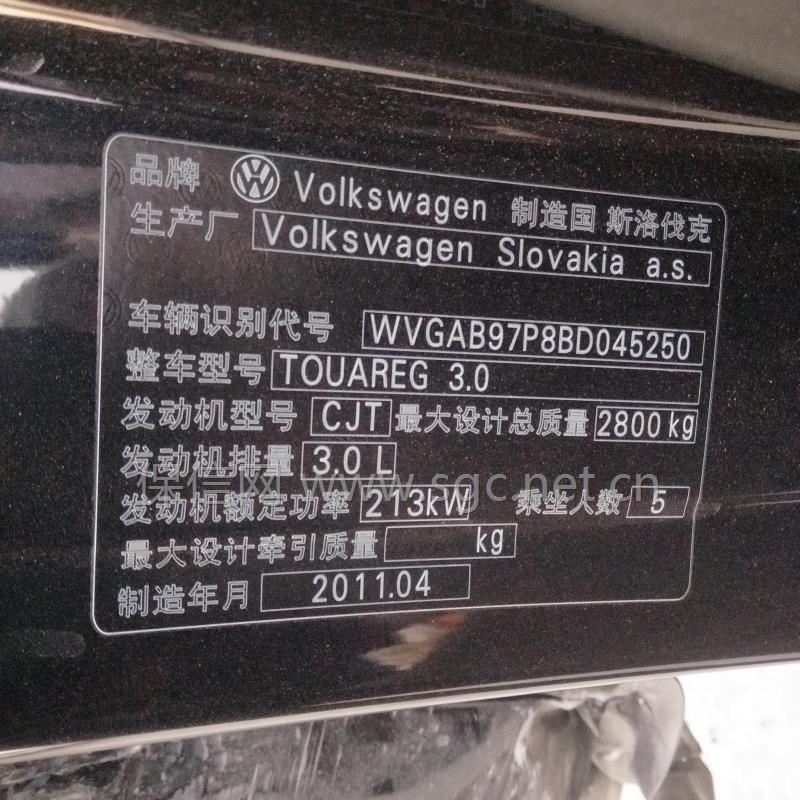 品牌 Volkswagen 制造国 斯洛伐克
生产厂 Volkswagen Slovakia a.s.
车辆识别代号 WVGAB97P8BD045250
整车型号 TOUAREG 3.0
发动机型号 CJT 最大设计总质量 2800 kg
发动机排量 3.0 L
保信网 www.sgc.net.cn
发动机额定功率 213kW 乘坐人数 5
最大设计牵引质量 kg
制造年月 2011.04